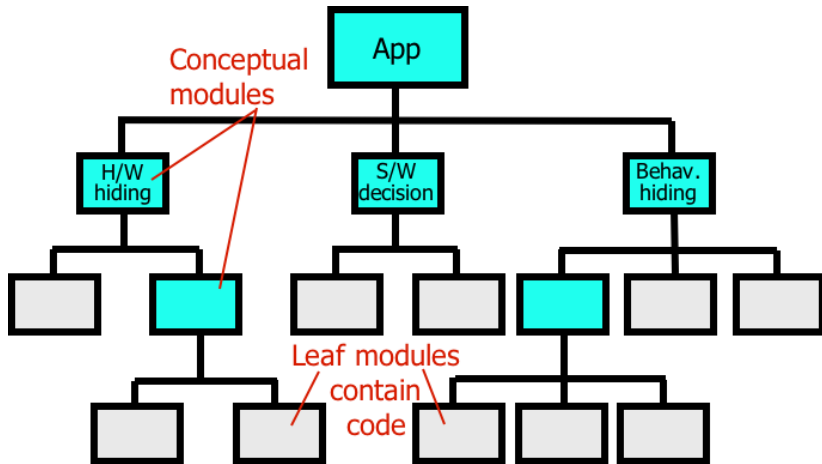 App
Conceptual
modules
H/W
hiding
S/W
decision
Behav.
hiding
Leaf modules
contain
code